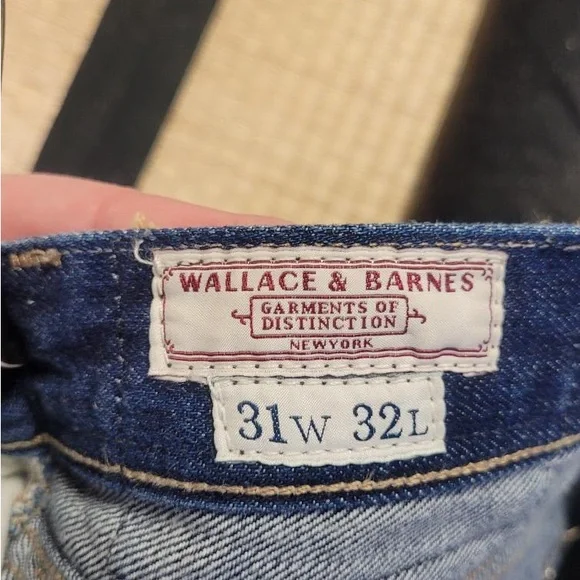 WALLACE & BARNES
GARMENTS OF
DISTINCTION
NEWYORK
31W 32L